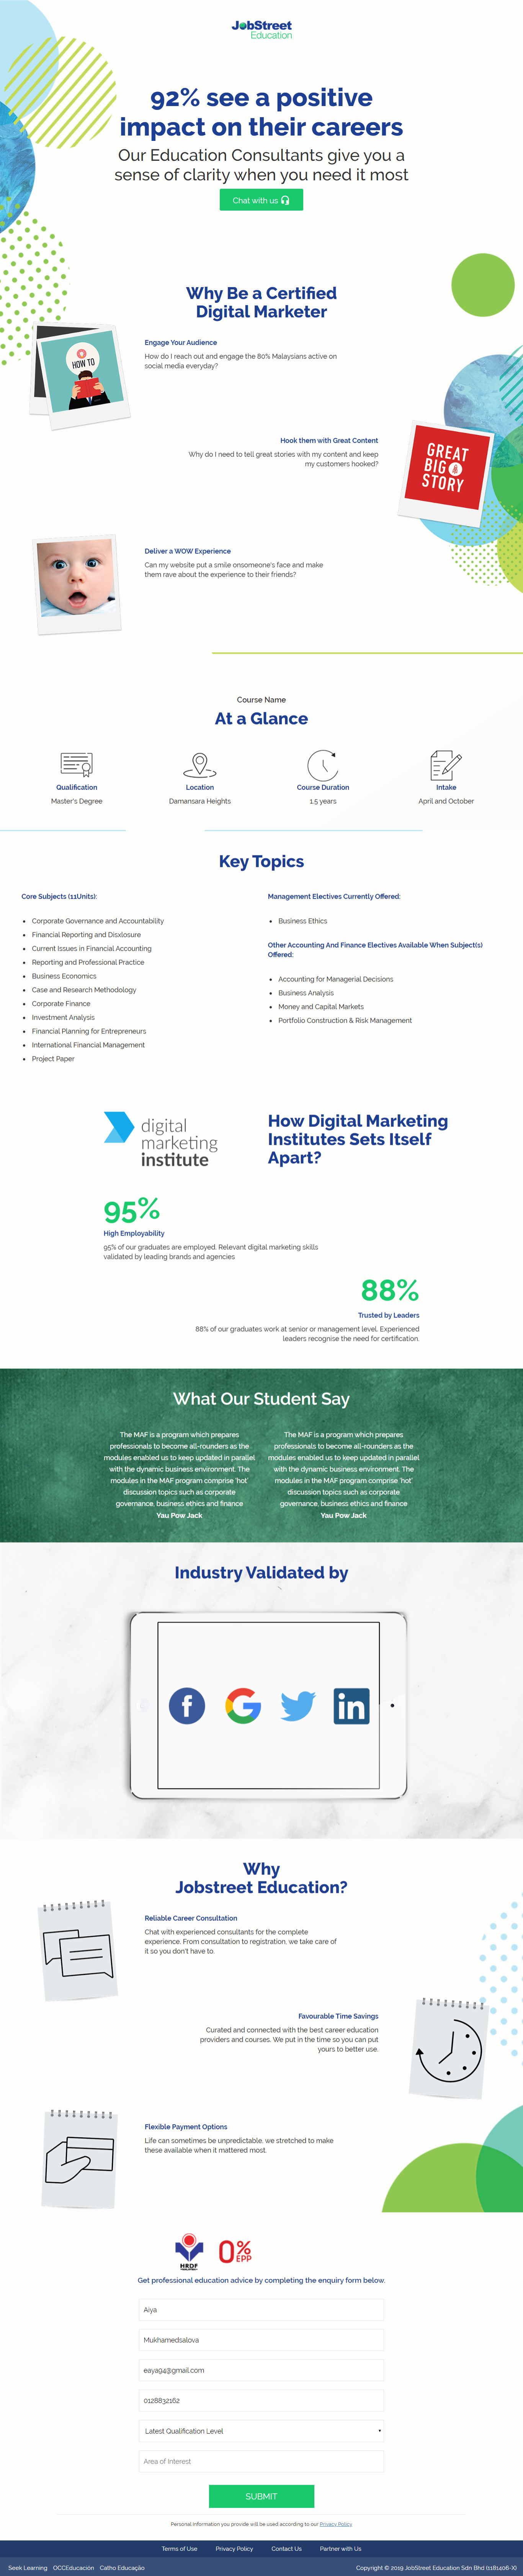 JobStreet
Education
92% see a positive
impact on their careers
Our Education Consultants give you a
sense of clarity when you need it most
Chat with us
Why Be a Certified
Digital Marketer
HOW TO
Engage Your Audience
How do I reach out and engage the 80% Malaysians active on
social media everyday?
Hook them with Great Content
Why do I need to tell great stories with my content and keep
my customers hooked?
GREAT
BIG
STORY
Deliver a WOW Experience
Can my website put a smile onsomeone's face and make
them rave about the experience to their friends?
Course Name
At a Glance
Qualification
Master's Degree
Location
Damansara Heights
Course Duration
1.5 years
Intake
April and October
Key Topics
Core Subjects (11Units):
Corporate Governance and Accountability
Financial Reporting and Disxlosure
Current Issues in Financial Accounting
Reporting and Professional Practice
Business Economics
Case and Research Methodology
Corporate Finance
Investment Analysis
Financial Planning for Entrepreneurs
International Financial Management
Project Paper
Management Electives Currently Offered:
Business Ethics
Other Accounting And Finance Electives Available When Subject(s)
Offered:
Accounting for Managerial Decisions
Business Analysis
Money and Capital Markets
Portfolio Construction & Risk Management
digital
marketing
institute
How Digital Marketing
Institutes Sets Itself
Apart?
95%
High Employability
95% of our graduates are employed. Relevant digital marketing skills
validated by leading brands and agencies
88%
Trusted by Leaders
88% of our graduates work at senior or management level. Experienced
leaders recognise the need for certification.
What Our Student Say
The MAF is a program which prepares
professionals to become all-rounders as the
modules enabled us to keep updated in parallel
with the dynamic business environment. The
modules in the MAF program comprise 'hot'
discussion topics such as corporate
governance, business ethics and finance
Yau Pow Jack
The MAF is a program which prepares
professionals to become all-rounders as the
modules enabled us to keep updated in parallel
with the dynamic business environment. The
modules in the MAF program comprise 'hot'
discussion topics such as corporate
governance, business ethics and finance
Yau Pow Jack
Industry Validated by
f
G
in
Why
Jobstreet Education?
Reliable Career Consultation
Chat with experienced consultants for the complete
experience. From consultation to registration, we take care of
it so you don't have to.
Favourable Time Savings
Curated and connected with the best career education
providers and courses. We put in the time so you can put
yours to better use.
Flexible Payment Options
Life can sometimes be unpredictable, we stretched to make
these available when it mattered most.
HRDF
0%
EPP
Get professional education advice by completing the enquiry form below.
Aiya
Mukhamedsalova
eaya94@gmail.com
0128832162
Latest Qualification Level
Area of Interest
SUBMIT
Personal Information you provide will be used according to our Privacy Policy
Terms of Use
Privacy Policy
Contact Us
Partner with Us
Seek Learning
OCCEducación
Catho Educação
Copyright © 2019 JobStreet Education Sdn Bhd (1181406-X)